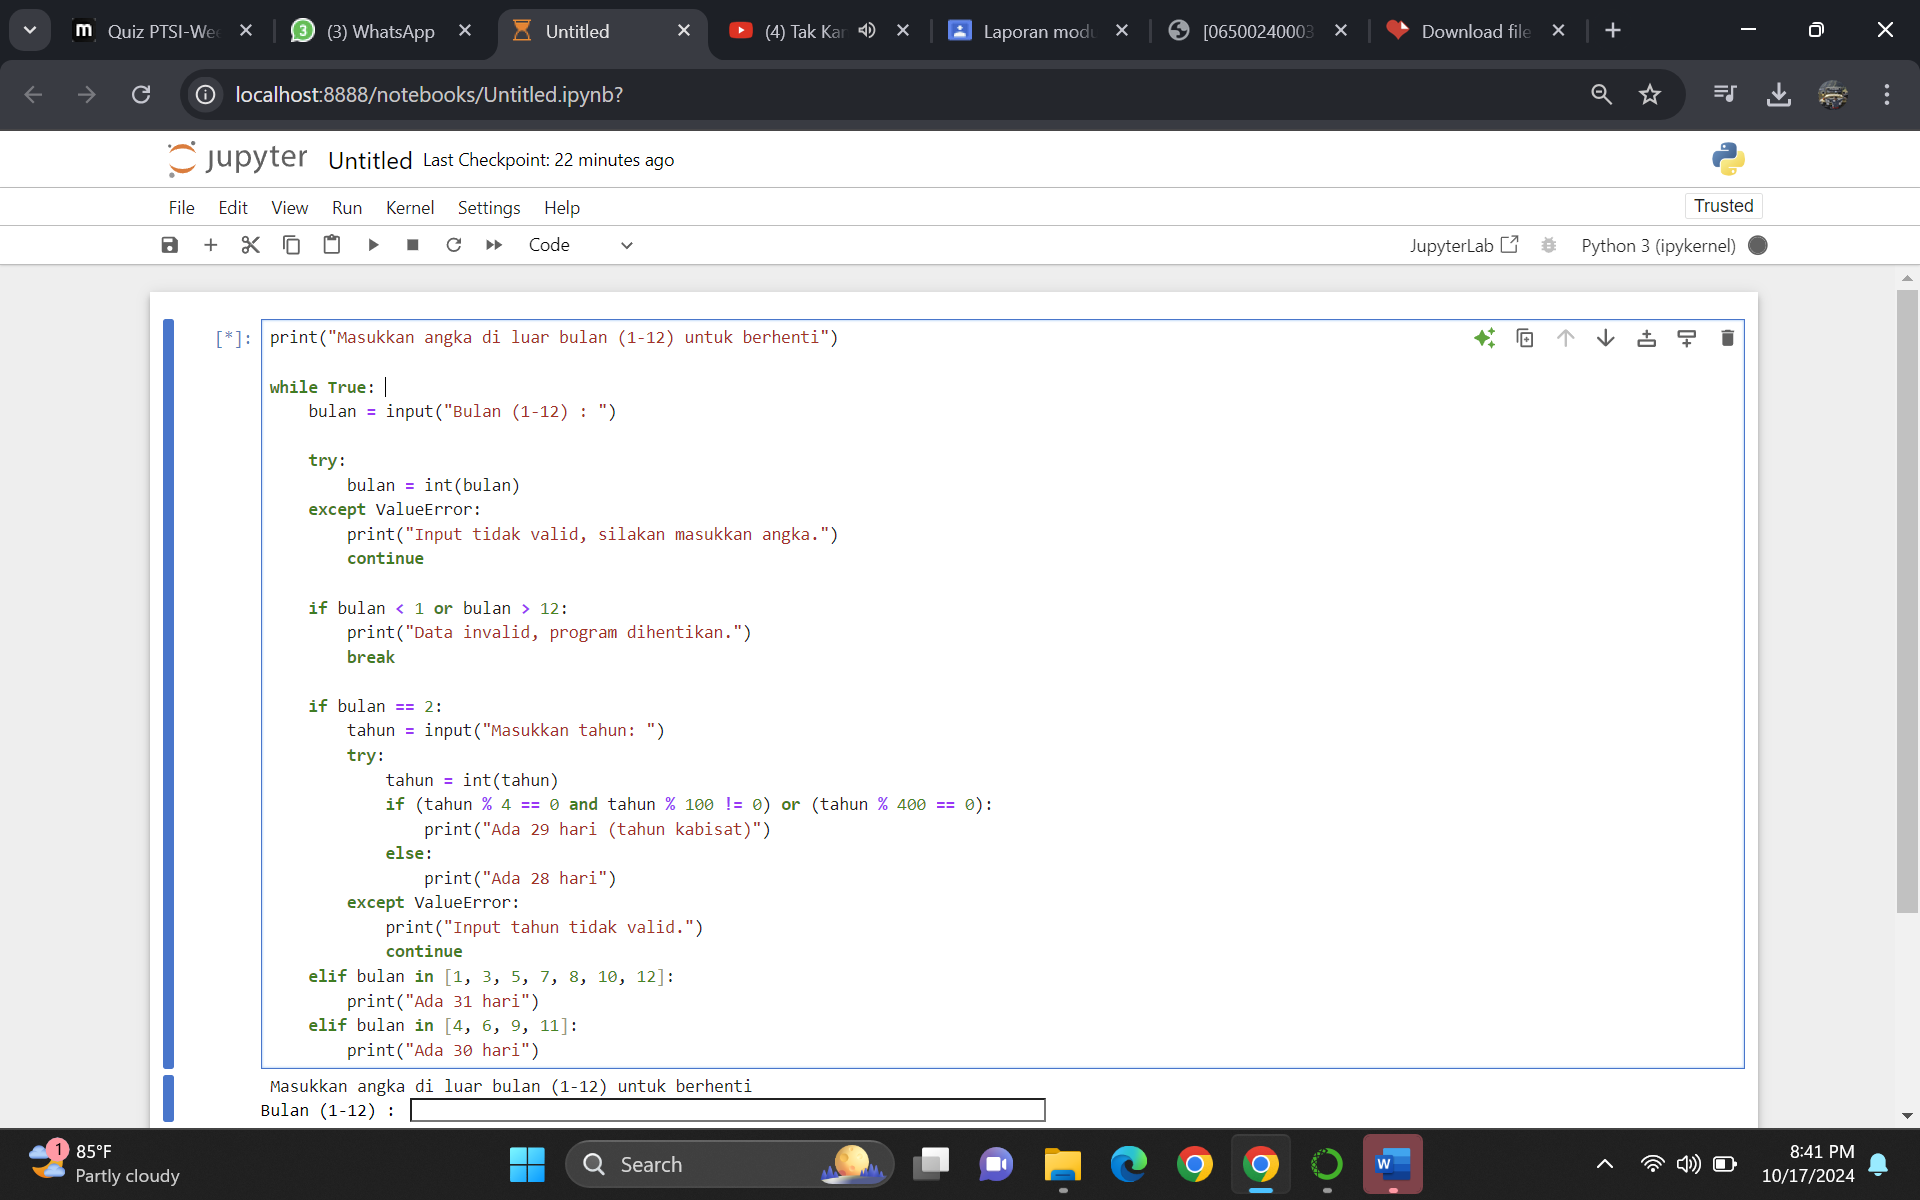 Quiz PTSI-Wee
3
(3) WhatsApp
Untitled
(4) Tak Kar
Laporan modu
[06500240003
Download file
localhost:8888/notebooks/Untitled.ipynb?
jupyter Untitled Last Checkpoint: 22 minutes ago
File Edit View Run Kernel Settings Help
Trusted
Code
JupyterLab
Python 3 (ipykernel)
[*]:
print("Masukkan angka di luar bulan (1-12) untuk berhenti")
while True:
bulan = input("Bulan (1-12) : ")
try:
bulan = int(bulan)
except ValueError:
print("Input tidak valid, silakan masukkan angka.")
continue
if bulan < 1 or bulan > 12:
print("Data invalid, program dihentikan.")
break
if bulan == 2:
tahun = input("Masukkan tahun: ")
try:
tahun = int(tahun)
if (tahun % 4 == 0 and tahun % 100 != 0) or (tahun % 400 == 0):
print("Ada 29 hari (tahun kabisat)")
else:
print("Ada 28 hari")
except ValueError:
print("Input tahun tidak valid.")
continue
elif bulan in [1, 3, 5, 7, 8, 10, 12]:
print("Ada 31 hari")
elif bulan in [4, 6, 9, 11]:
print("Ada 30 hari")
Masukkan angka di luar bulan (1-12) untuk berhenti
Bulan (1-12) :
1
85°F
Partly cloudy
Search
W
8:41 PM
10/17/2024